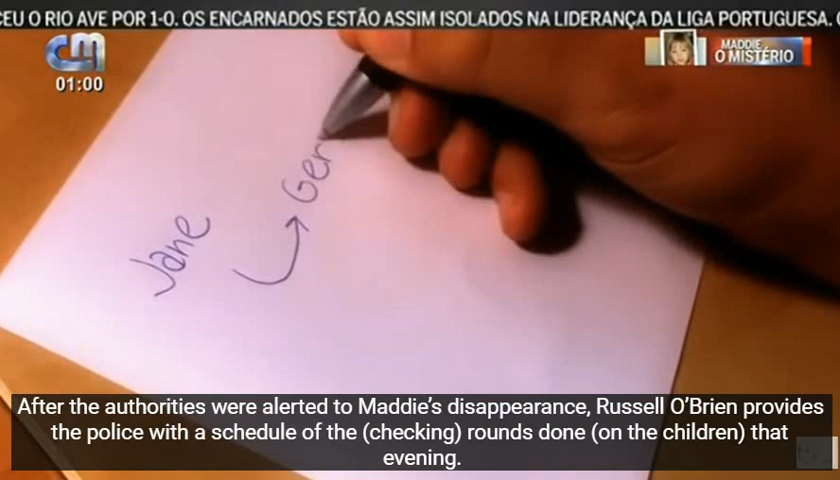 CEU O RIO AVE POR 1-0. OS ENCARNADOS ESTÃO ASSIM ISOLADOS NA LIDERANÇA DA LIGA PORTUGUESA.
CM
01:00
MADDIE
O MISTÉRIO
Ger
Jane
After the authorities were alerted to Maddie's disappearance, Russell O'Brien provides
the police with a schedule of the (checking) rounds done (on the children) that
evening.